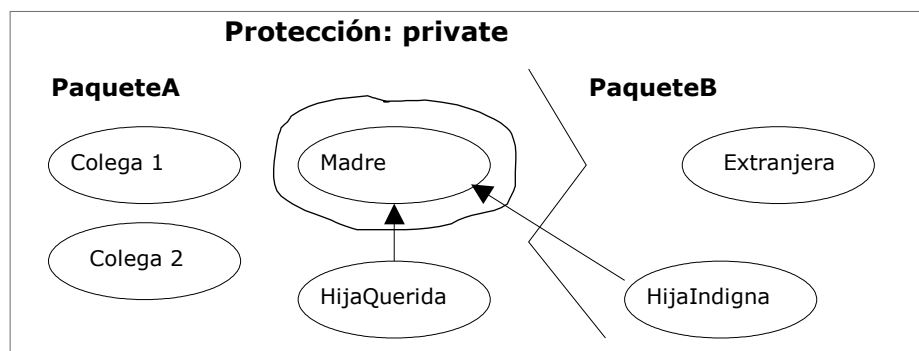 Protección: private
PaqueteA
PaqueteB
Colega 1
Madre
Extranjera
Colega 2
HijaQuerida
HijaIndigna